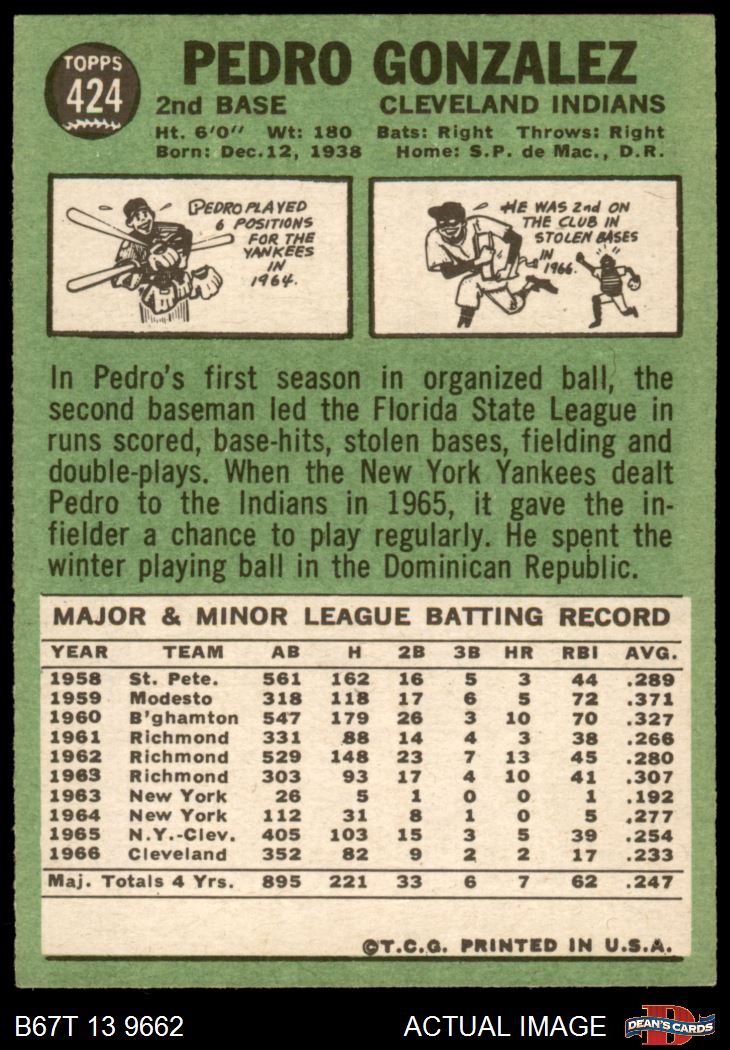 TOPPS
424
PEDRO GONZALEZ
2nd BASE CLEVELAND INDIANS
Ht. 6'0" Wt: 180 Bats: Right Throws: Right
Born: Dec.12, 1938 Home: S.P. de Mac., D.R.
PEDRO PLAYED
6 POSITIONS
FOR THE
YANKEES
IN
1964.
HE WAS 2nd ON
THE CLUB IN
STOLEN BASES
IN
1966.
In Pedro's first season in organized ball, the
second baseman led the Florida State League in
runs scored, base-hits, stolen bases, fielding and
double-plays. When the New York Yankees dealt
Pedro to the Indians in 1965, it gave the in-
fielder a chance to play regularly. He spent the
winter playing ball in the Dominican Republic.
MAJOR & MINOR LEAGUE BATTING RECORD
YEAR TEAM AB H 2B 3B HR RBI AVG.
1958 St. Pete. 561 162 16 5 3 44 .289
1959 Modesto 318 118 17 6 5 72 .371
1960 B'ghamton 547 179 26 3 10 70 .327
1961 Richmond 331 88 14 4 3 38 .266
1962 Richmond 529 148 23 7 13 45 .280
1963 Richmond 303 93 17 4 10 41 .307
1963 New York 26 5 1 0 0 1 .192
1964 New York 112 31 8 1 0 5 .277
1965 N.Y.-Clev. 405 103 15 3 5 39 .254
1966 Cleveland 352 82 9 2 2 17 .233
Maj. Totals 4 Yrs. 895 221 33 6 7 62 .247
©T.C.G. PRINTED IN U.S.A.
B67T 13 9662 ACTUAL IMAGE
D
DEAN'S CARDS